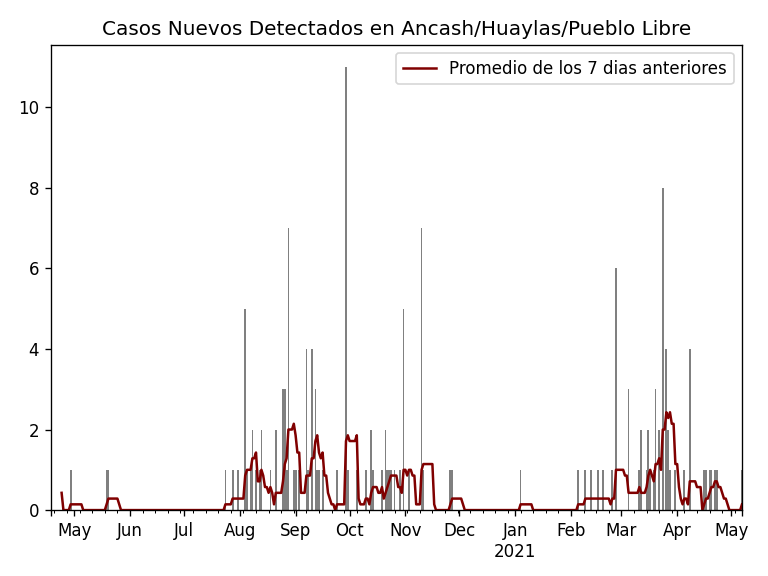 Casos Nuevos Detectados en Ancash/Huaylas/Pueblo Libre
Promedio de los 7 dias anteriores
10
8
6
4
2
0
May Jun Jul Aug Sep Oct Nov Dec Jan Feb Mar Apr May
2021